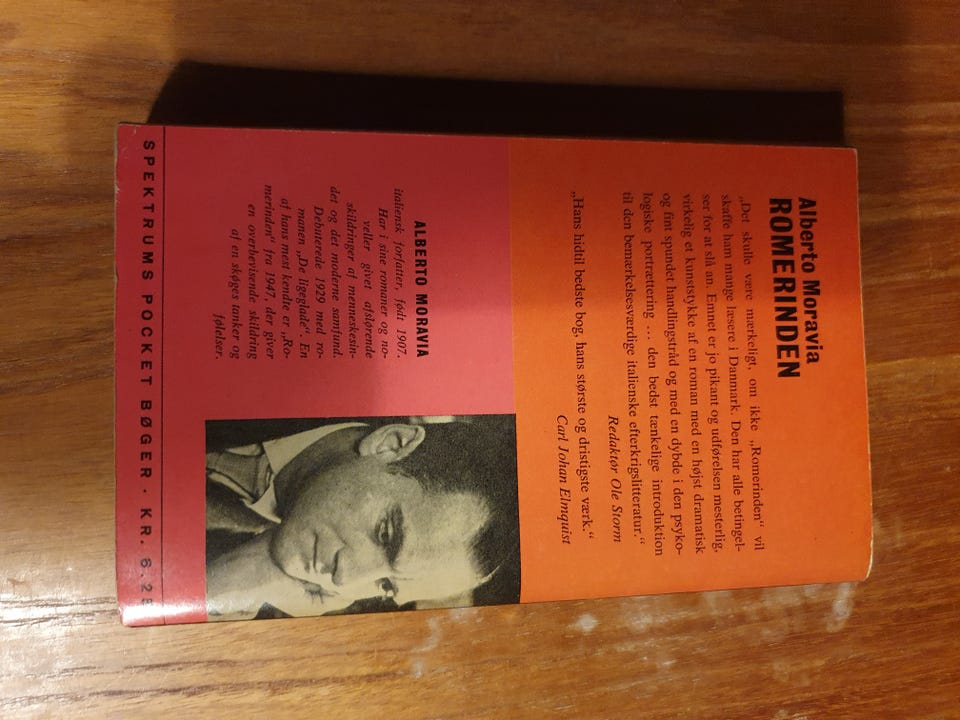 Alberto Moravia
ROMERINDEN
„Det skulle være mærkeligt, om ikke „Romerinden“ vil
skaffe ham mange læsere i Danmark. Den har alle betingel-
ser for at slå an. Emnet er jo pikant og udførelsen mesterlig,
virkelig et kunststykke af en roman med en højst dramatisk
og fint spundet handlingstråd og med en dybde i den psyko-
logiske portrættering ... den bedst tænkelige introduktion
til den bemærkelsesværdige italienske efterkrigslitteratur.“
Redaktør Ole Storm
„Hans hidtil bedste bog, hans største og dristigste værk.“
Carl Johan Elmquist
ALBERTO MORAVIA
italiensk forfatter, født 1907.
Har i sine romaner og no-
veller givet afslørende
skildringer af menneskesin-
det og det moderne samfund.
Debuterede 1929 med ro-
manen „De ligeglade“. En
af hans mest kendte er „Ro-
merinden“ fra 1947, der giver
en overbevisende skildring
af en skøges tanker og
følelser.
SPEKTRUMS POCKET BØGER · KR. 6.25